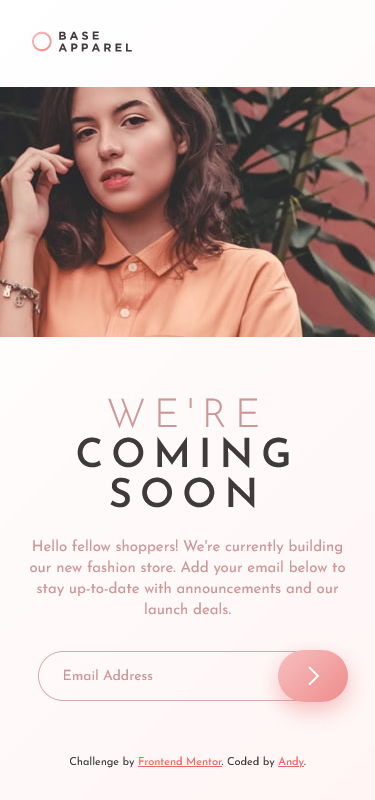 BASE
APPAREL
WE'RE
COMING
SOON
Hello fellow shoppers! We're currently building
our new fashion store. Add your email below to
stay up-to-date with announcements and our
launch deals.
Email Address
Challenge by Frontend Mentor. Coded by Andy.